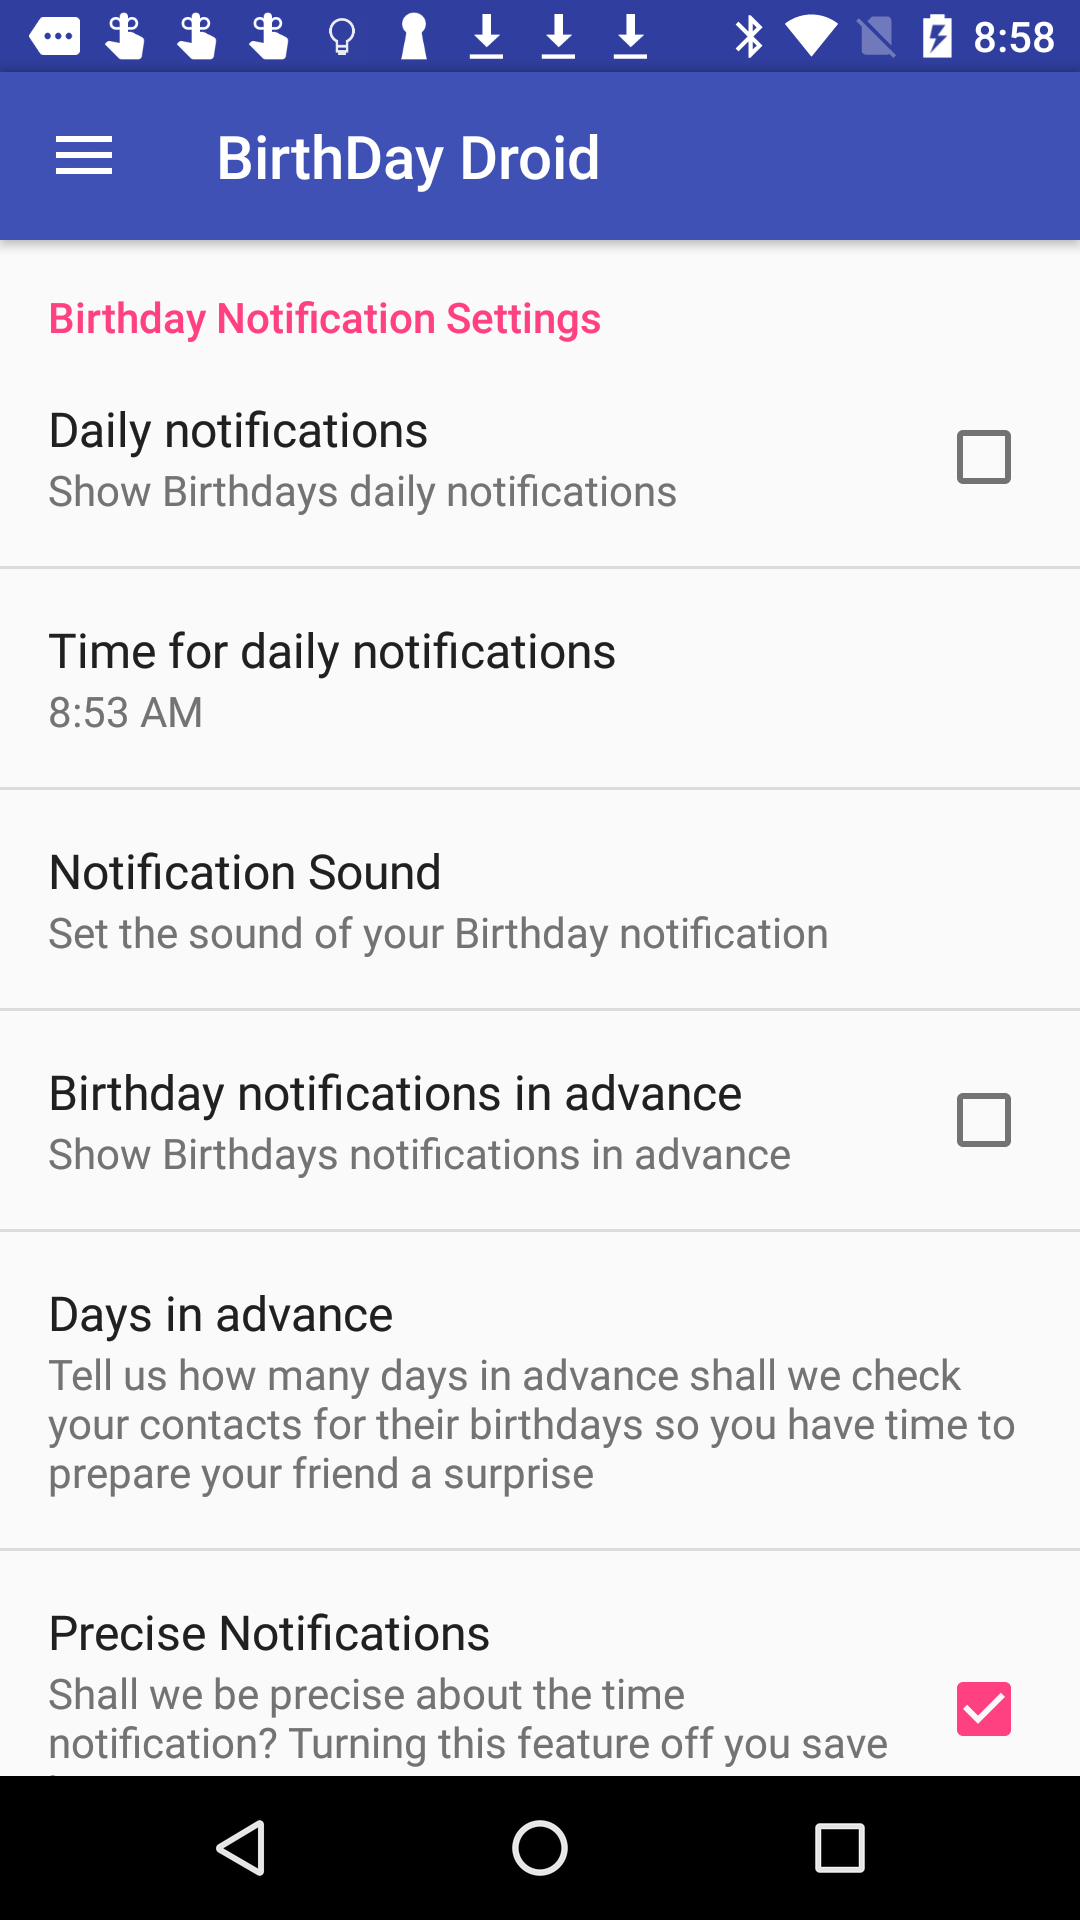 8:58
BirthDay Droid
Birthday Notification Settings
Daily notifications
Show Birthdays daily notifications
Time for daily notifications
8:53 AM
Notification Sound
Set the sound of your Birthday notification
Birthday notifications in advance
Show Birthdays notifications in advance
Days in advance
Tell us how many days in advance shall we check
your contacts for their birthdays so you have time to
prepare your friend a surprise
Precise Notifications
Shall we be precise about the time
notification? Turning this feature off you save